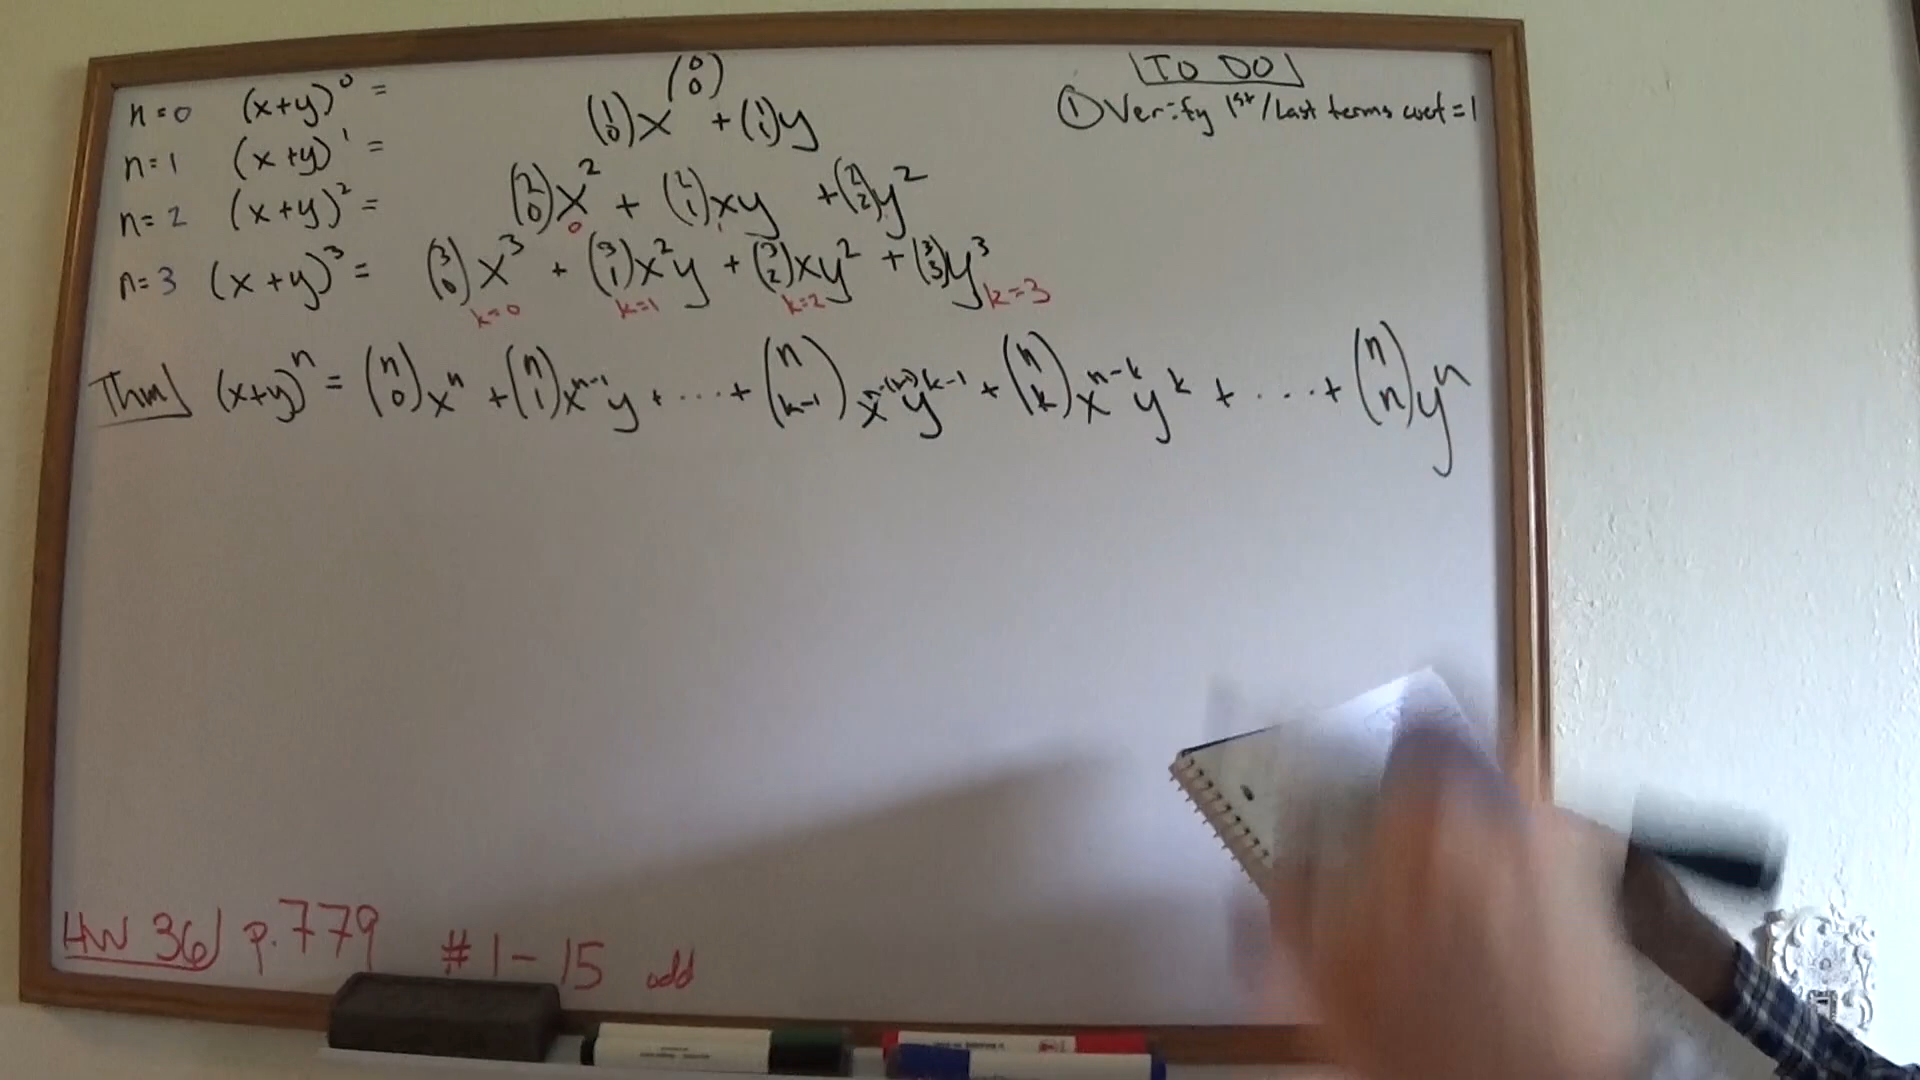 n=0 (x+y)^0 = (0 0)
n=1 (x+y)^1 = (1 0)x + (1 1)y
n=2 (x+y)^2 = (2 0)x^2 + (2 1)xy + (2 2)y^2
0 1
n=3 (x+y)^3 = (3 0)x^3 + (3 1)x^2y + (3 2)xy^2 + (3 3)y^3
k=0 k=1 k=2 k=3
Thm (x+y)^n = (n 0)x^n + (n 1)x^{n-1}y + ... + (n k-1)x^{n-(k-1)}y^{k-1} + (n k)x^{n-k}y^k + ... + (n n)y^n
TO DO
① Verify 1st/Last terms coef=1
HW 36 p.779 #1-15 odd